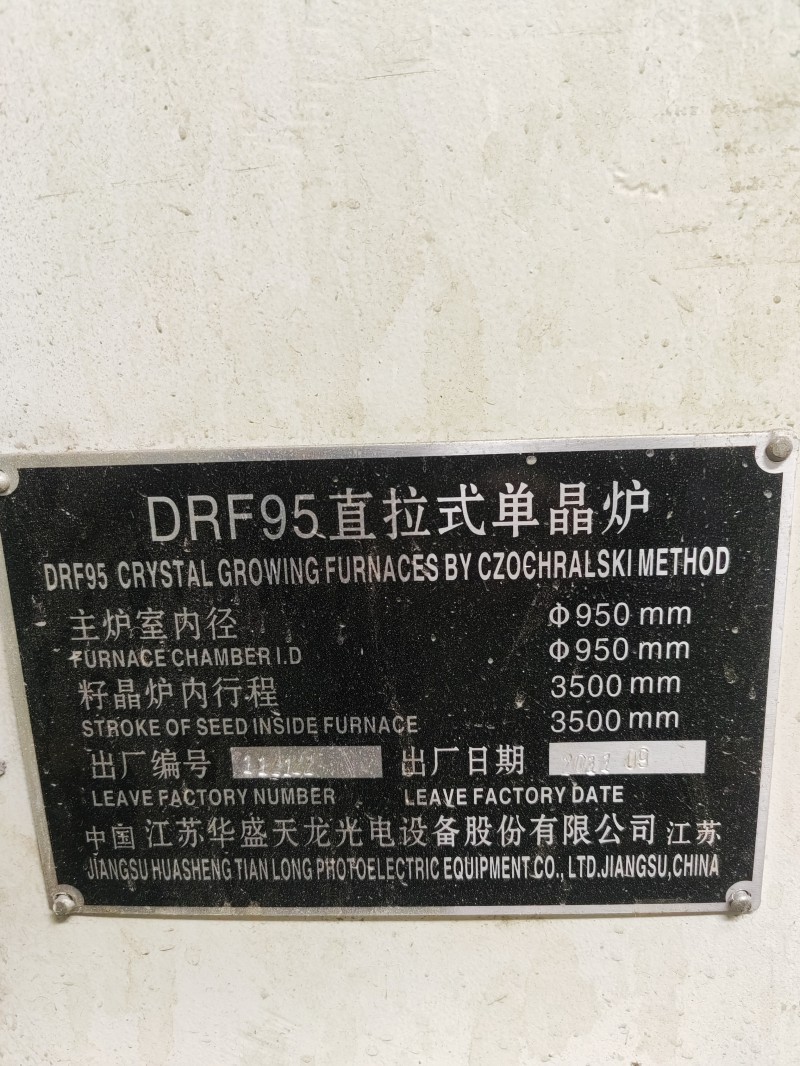 DRF95直拉式单晶炉
DRF95 CRYSTAL GROWING FURNACES BY CZOCHRALSKI METHOD
主炉室内径 Φ950 mm
FURNACE CHAMBER I.D Φ950 mm
籽晶炉内行程 3500 mm
STROKE OF SEED INSIDE FURNACE 3500 mm
出厂编号 出厂日期
LEAVE FACTORY NUMBER LEAVE FACTORY DATE
中国 江苏华盛天龙光电设备股份有限公司 江苏
JIANGSU HUASHENG TIAN LONG PHOTOELECTRIC EQUIPMENT CO., LTD.JIANGSU,CHINA